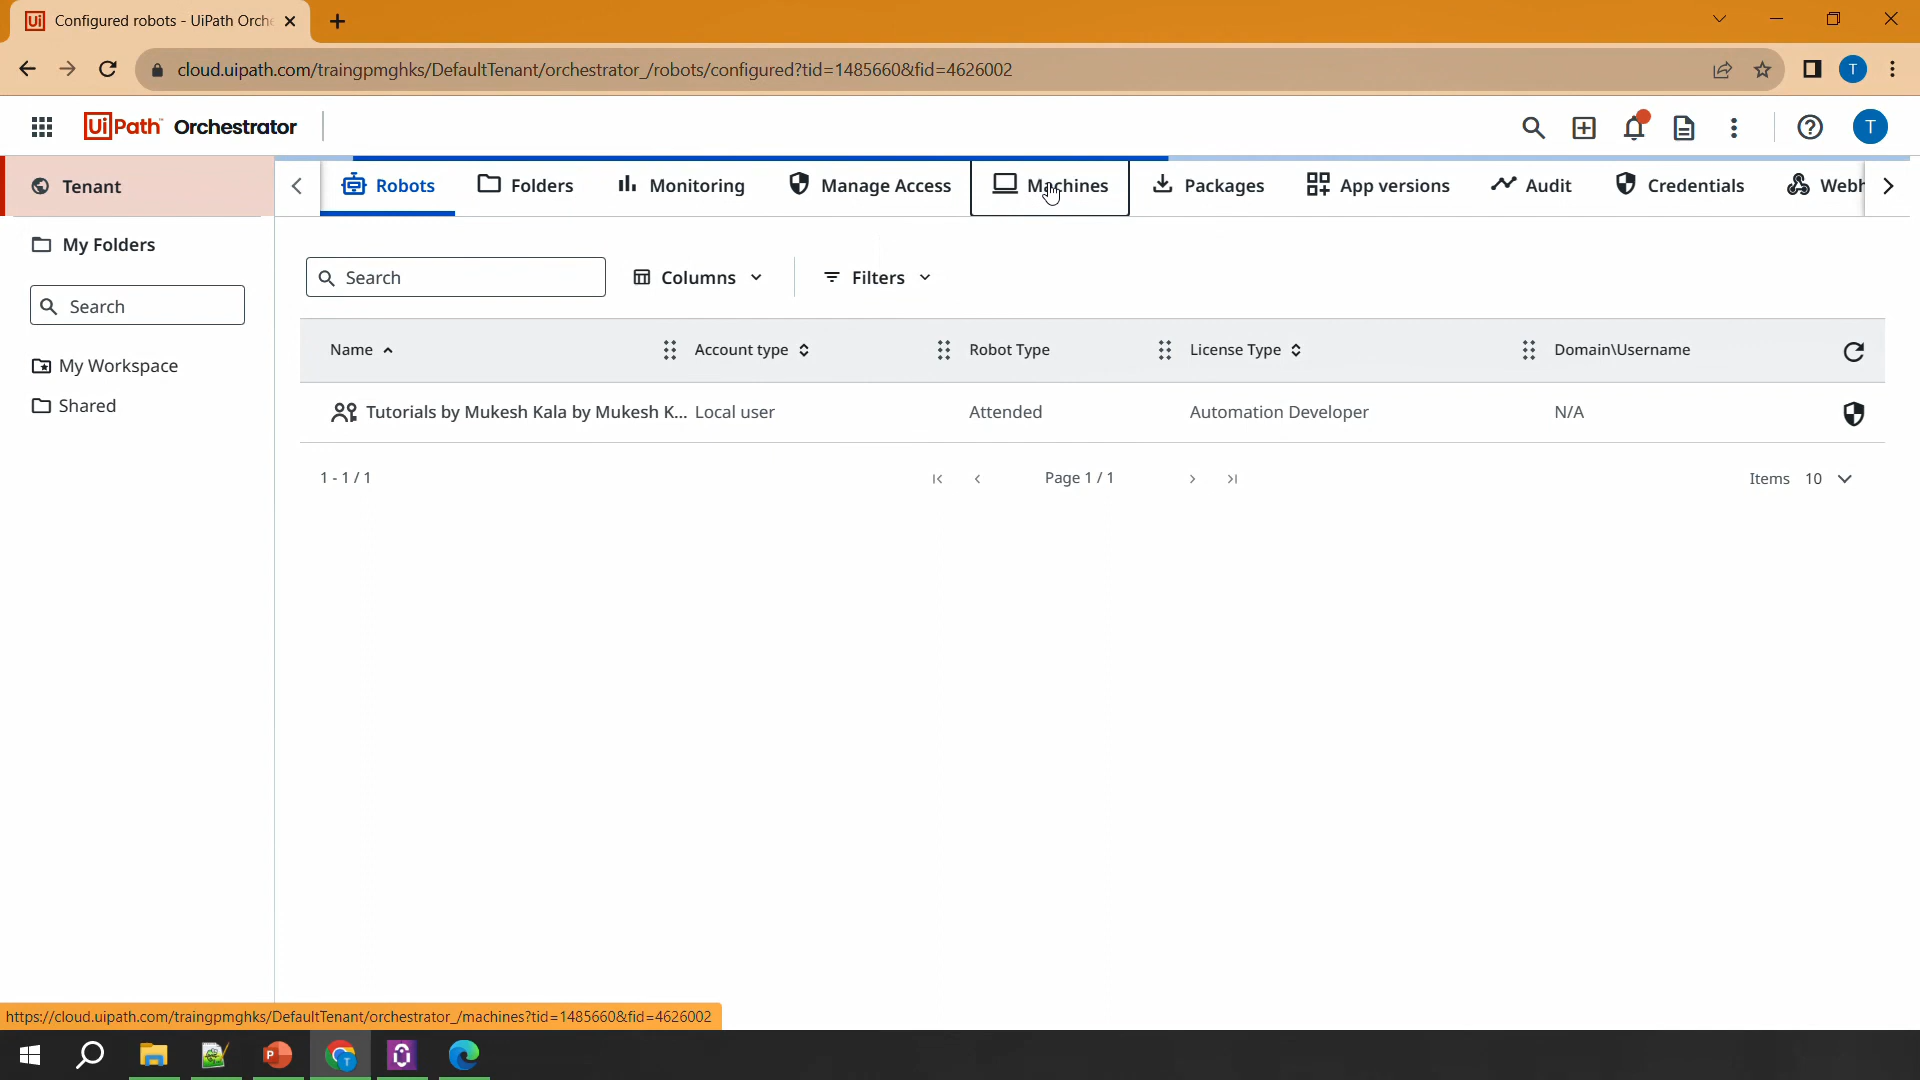 Configured robots - UiPath Orche
cloud.uipath.com/traingpmghks/DefaultTenant/orchestrator_/robots/configured?tid=1485660&fid=4626002
T
UiPath Orchestrator
T
Tenant
Robots
Folders
Monitoring
Manage Access
Machines
Packages
App versions
Audit
Credentials
Webh
My Folders
Search
My Workspace
Shared
Search
Columns
Filters
Name
Account type
Robot Type
License Type
Domain\Username
Tutorials by Mukesh Kala by Mukesh K...
Local user
Attended
Automation Developer
N/A
1 - 1 / 1
Page 1 / 1
Items 10
https://cloud.uipath.com/traingpmghks/DefaultTenant/orchestrator_/machines?tid=1485660&fid=4626002